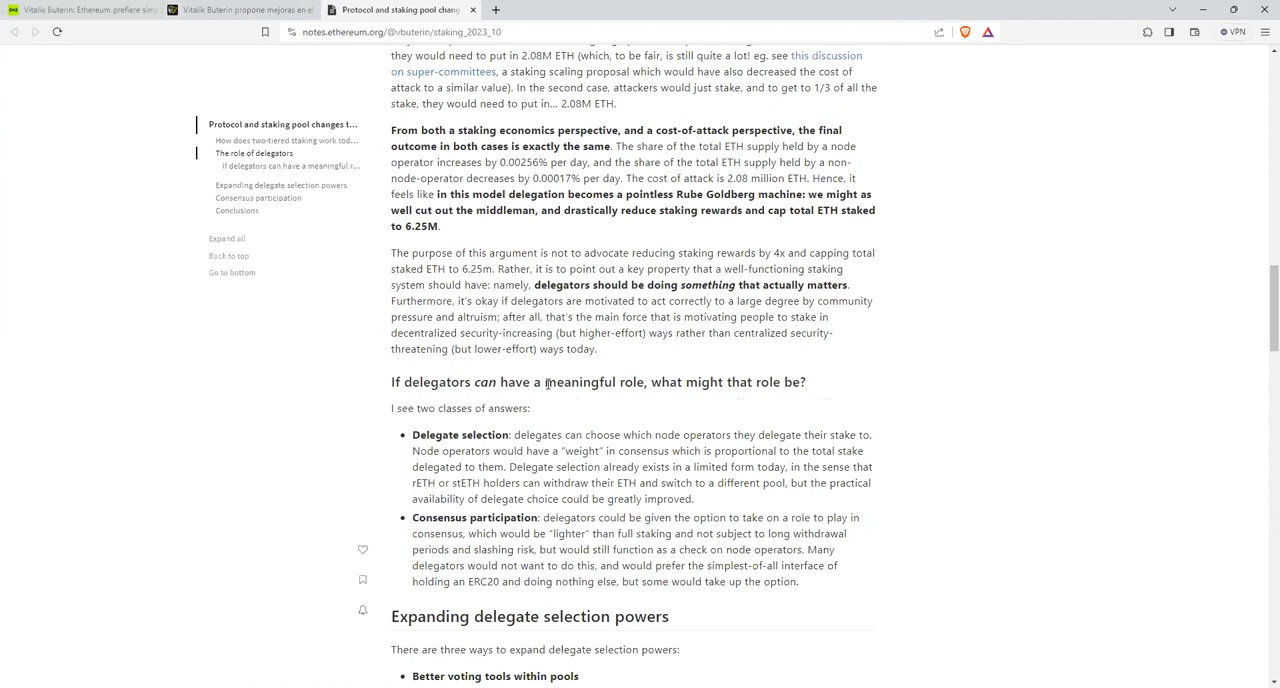 Vitalik Buterin: Ethereum prefiere simp
Vitalik Buterin propone mejoras en el
Protocol and staking pool chang
notes.ethereum.org/@vbuterin/staking_2023_10
VPN
they would need to put in 2.08M ETH (which, to be fair, is still quite a lot! eg. see this discussion
on super-committees, a staking scaling proposal which would have also decreased the cost of
attack to a similar value). In the second case, attackers would just stake, and to get to 1/3 of all the
stake, they would need to put in... 2.08M ETH.
Protocol and staking pool changes t...
How does two-tiered staking work tod...
The role of delegators
If delegators can have a meaningful r...
Expanding delegate selection powers
Consensus participation
Conclusions
Expand all
Back to top
Go to bottom
From both a staking economics perspective, and a cost-of-attack perspective, the final
outcome in both cases is exactly the same. The share of the total ETH supply held by a node
operator increases by 0.00256% per day, and the share of the total ETH supply held by a non-
node-operator decreases by 0.00017% per day. The cost of attack is 2.08 million ETH. Hence, it
feels like in this model delegation becomes a pointless Rube Goldberg machine: we might as
well cut out the middleman, and drastically reduce staking rewards and cap total ETH staked
to 6.25M.
The purpose of this argument is not to advocate reducing staking rewards by 4x and capping total
staked ETH to 6.25m. Rather, it is to point out a key property that a well-functioning staking
system should have: namely, delegators should be doing something that actually matters.
Furthermore, it's okay if delegators are motivated to act correctly to a large degree by community
pressure and altruism; after all, that's the main force that is motivating people to stake in
decentralized security-increasing (but higher-effort) ways rather than centralized security-
threatening (but lower-effort) ways today.
If delegators can have a meaningful role, what might that role be?
I see two classes of answers:
• Delegate selection: delegates can choose which node operators they delegate their stake to.
Node operators would have a "weight" in consensus which is proportional to the total stake
delegated to them. Delegate selection already exists in a limited form today, in the sense that
rETH or stETH holders can withdraw their ETH and switch to a different pool, but the practical
availability of delegate choice could be greatly improved.
• Consensus participation: delegators could be given the option to take on a role to play in
consensus, which would be "lighter" than full staking and not subject to long withdrawal
periods and slashing risk, but would still function as a check on node operators. Many
delegators would not want to do this, and would prefer the simplest-of-all interface of
holding an ERC20 and doing nothing else, but some would take up the option.
Expanding delegate selection powers
There are three ways to expand delegate selection powers:
• Better voting tools within pools